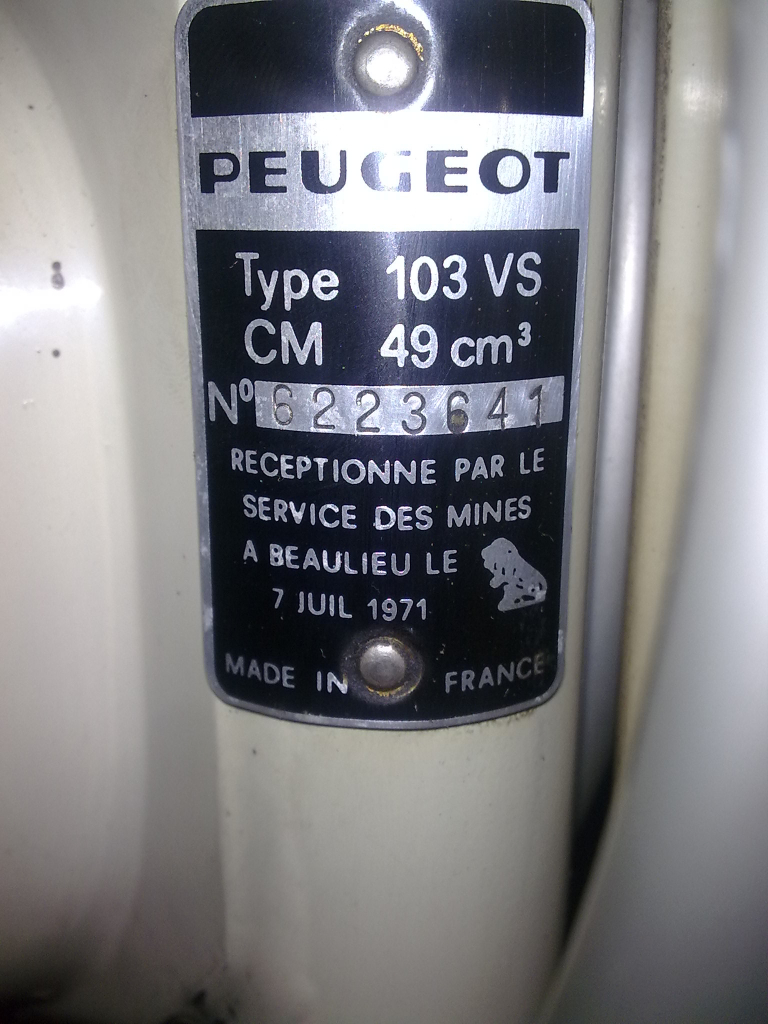 PEUGEOT
Type 103 VS
CM 49 cm³
Nº 6223641
RECEPTIONNE PAR LE
SERVICE DES MINES
A BEAULIEU LE
7 JUIL 1971
MADE IN FRANCE